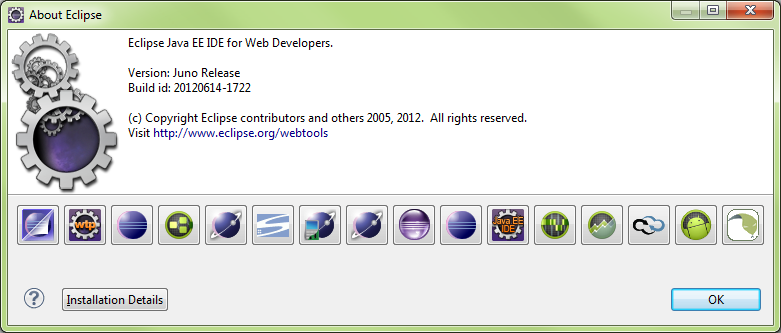 About Eclipse
Eclipse Java EE IDE for Web Developers.
Version: Juno Release
Build id: 20120614-1722
(c) Copyright Eclipse contributors and others 2005, 2012.  All rights reserved.
Visit http://www.eclipse.org/webtools
wtp
Java EE
IDE
?
Installation Details
OK